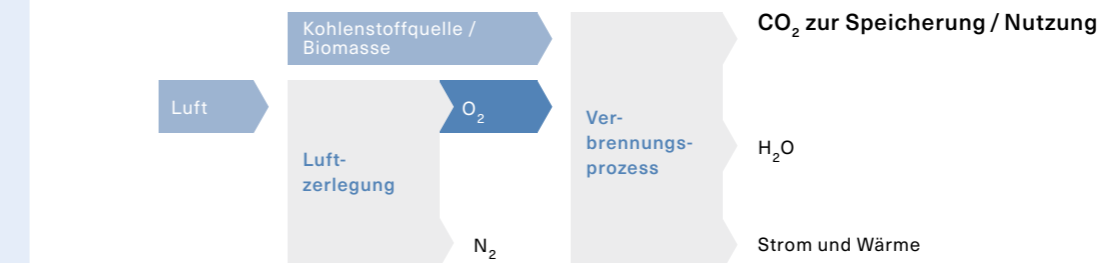 Kohlenstoffquelle /
Biomasse
CO₂ zur Speicherung / Nutzung
Luft
O₂
Ver-
brennungs-
prozess
H₂O
Luft-
zerlegung
N₂
Strom und Wärme